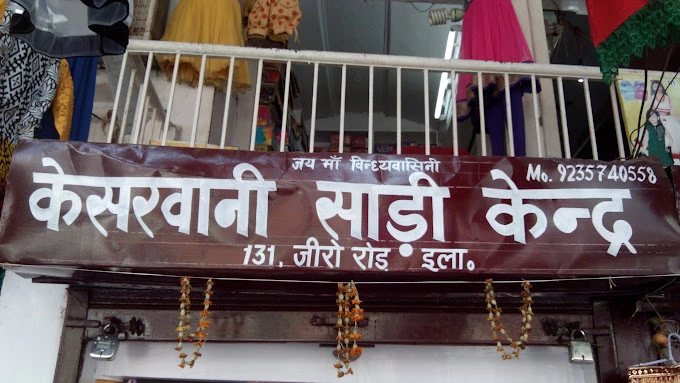 जय माँ विन्ध्यवासिनी
Mo. 9235740558
केसरवानी साड़ी केन्द्र
131, जीरो रोड़ इला॰